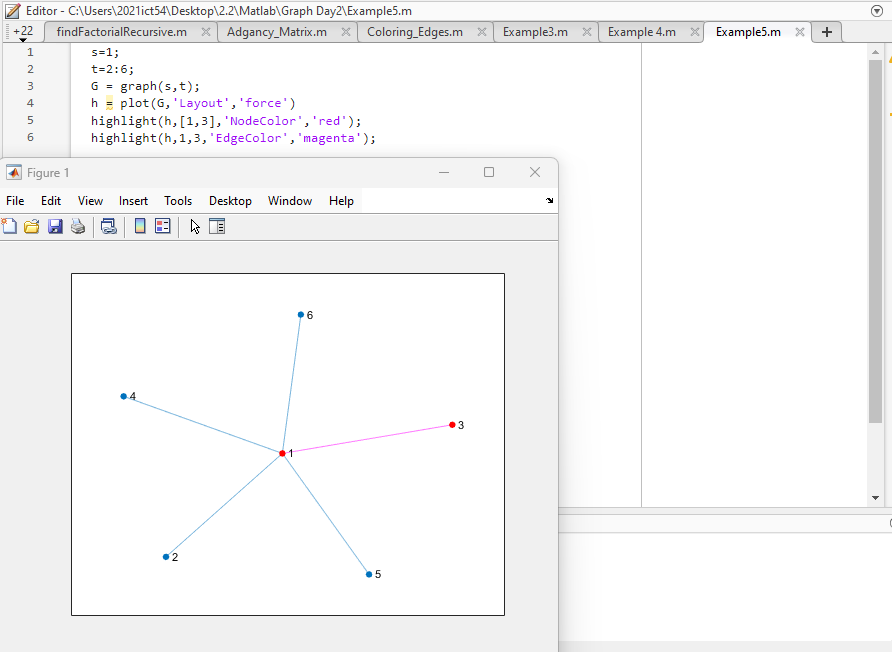 Editor - C:\Users\2021ict54\Desktop\2.2\Matlab\Graph Day2\Example5.m
+22 findFactorialRecursive.m Adgancy_Matrix.m Coloring_Edges.m Example3.m Example 4.m Example5.m
1 s=1;
2 t=2:6;
3 G = graph(s,t);
4 h = plot(G,'Layout','force')
5 highlight(h,[1,3],'NodeColor','red');
6 highlight(h,1,3,'EdgeColor','magenta');
Figure 1
File Edit View Insert Tools Desktop Window Help
6
4
3
1
2
5